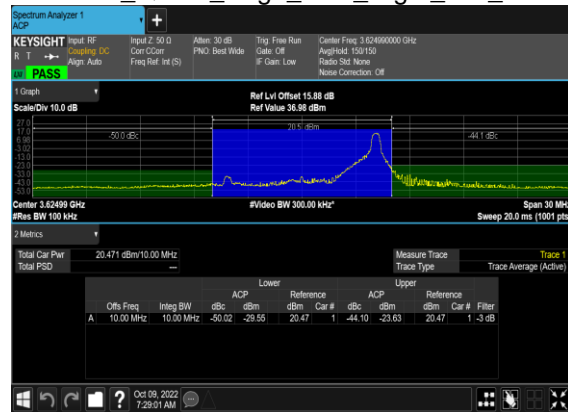 Spectrum Analyzer 1
ACP
+
KEYSIGHT Input: RF Input Z: 50 Ω Atten: 30 dB Trig: Free Run Center Freq: 3.624990000 GHz
R T Coupling: DC Corr CCorr PNO: Best Wide Gate: Off Avg|Hold: 150/150
Align: Auto Freq Ref: Int (S) IF Gain: Low Radio Std: None
PASS Noise Correction: Off
1 Graph Ref Lvl Offset 15.88 dB
Scale/Div 10.0 dB Ref Value 36.98 dBm
27.0 20.5 dBm
17.0 -50.0 dBc -44.1 dBc
6.98
-3.02
-13.0
-23.0
-33.0
-43.0
-53.0
Center 3.62499 GHz #Video BW 300.00 kHz* Span 30 MHz
#Res BW 100 kHz Sweep 20.0 ms (1001 pts
2 Metrics
Total Car Pwr 20.471 dBm/10.00 MHz Measure Trace Trace 1
Total PSD --- Trace Type Trace Average (Active)
Lower Upper
ACP Reference ACP Reference
Offs Freq Integ BW dBc dBm dBm Car # dBc dBm dBm Car # Filter
A 10.00 MHz 10.00 MHz -50.02 -29.55 20.47 1 -44.10 -23.63 20.47 1 -3 dB
? Oct 09, 2022
7:29:01 AM